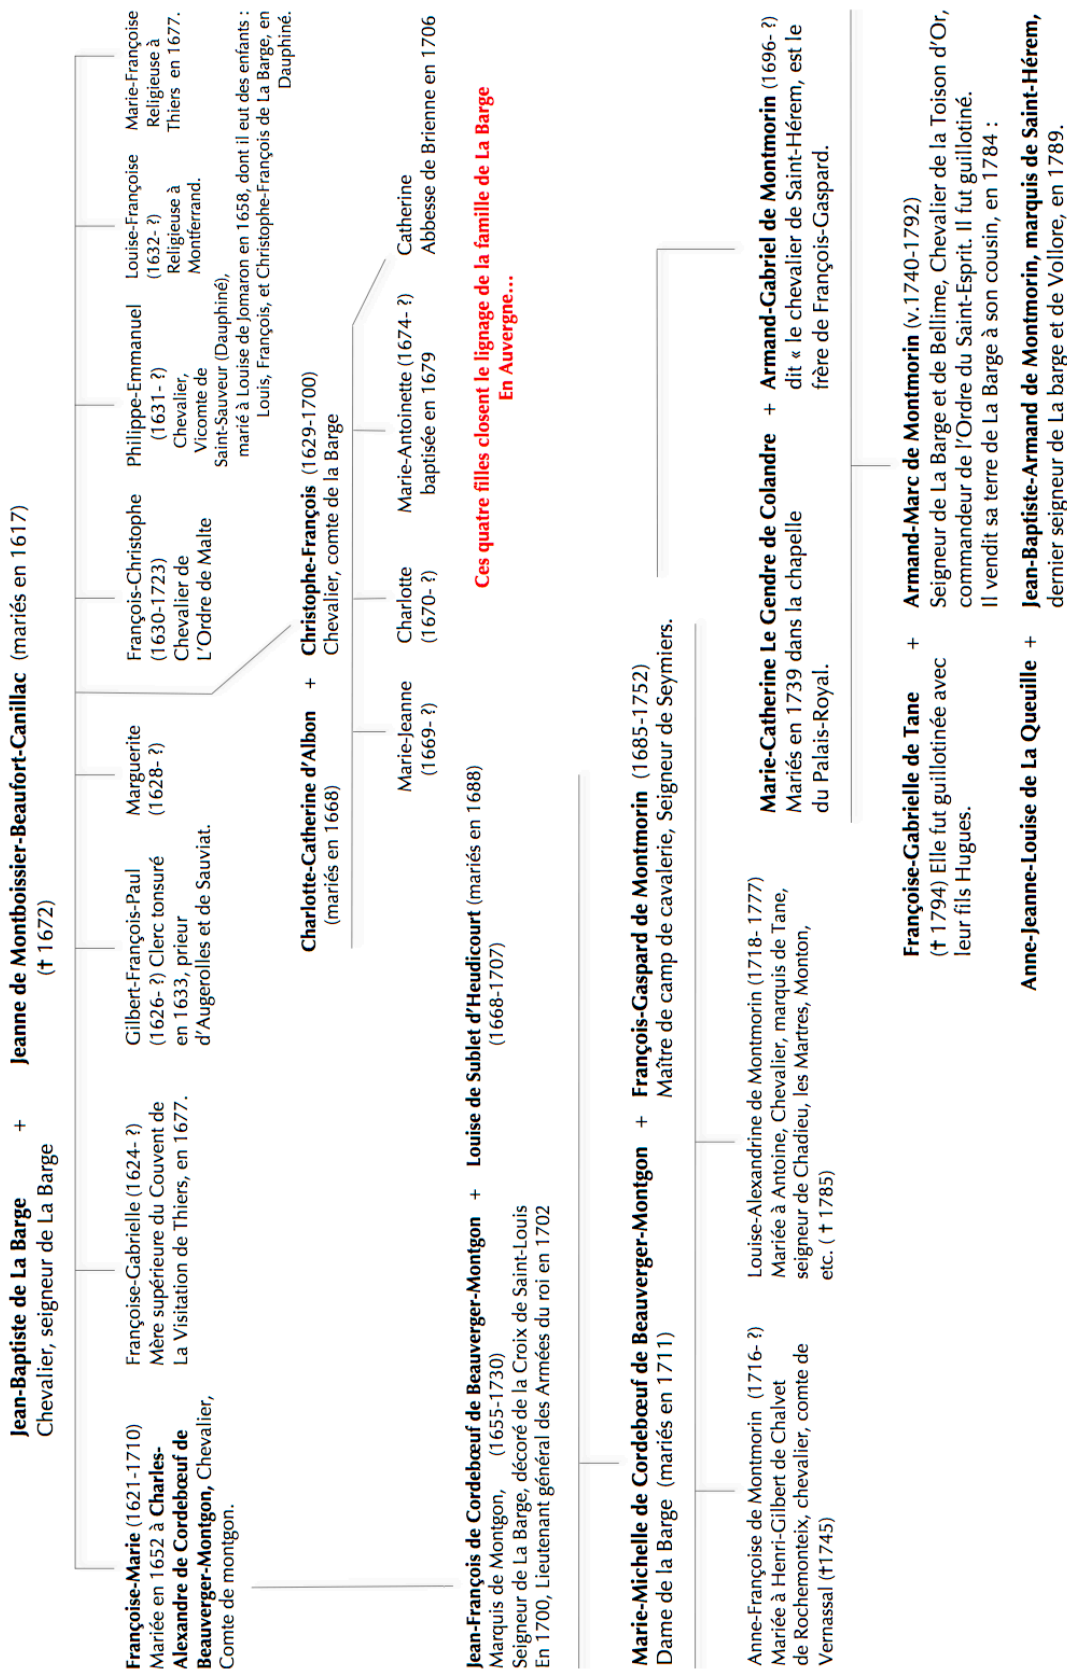 Jean-Baptiste de La Barge + Jeanne de Montboissier-Beaufort-Canillac (mariés en 1617)
Chevalier, seigneur de La Barge
(† 1672)
Françoise-Marie (1621-1710)
Mariée en 1652 à Charles-
Alexandre de Cordebœuf de
Beauverger-Montgon, Chevalier,
Comte de montgon.
Françoise-Gabrielle (1624- ?)
Mère supérieure du Couvent de
La Visitation de Thiers, en 1677.
Gilbert-François-Paul
(1626- ?) Clerc tonsuré
en 1633, prieur
d'Augerolles et de Sauviat.
Marguerite
(1628- ?)
François-Christophe
(1630-1723)
Chevalier de
L'Ordre de Malte
Philippe-Emmanuel
(1631- ?)
Chevalier,
Vicomte de
Saint-Sauveur (Dauphiné),
marié à Louise de Jomaron en 1658, dont il eut des enfants :
Louis, François, et Christophe-François de La Barge, en
Dauphiné.
Louise-Françoise
(1632- ?)
Religieuse à
Montferrand.
Marie-Françoise
Religieuse à
Thiers en 1677.
Charlotte-Catherine d'Albon + Christophe-François (1629-1700)
(mariés en 1668)
Chevalier, comte de la Barge
Marie-Jeanne
(1669- ?)
Charlotte
(1670- ?)
Marie-Antoinette (1674- ?)
baptisée en 1679
Catherine
Abbesse de Brienne en 1706
Ces quatre filles closent le lignage de la famille de La Barge
En Auvergne…
Jean-François de Cordebœuf de Beauverger-Montgon + Louise de Sublet d'Heudicourt (mariés en 1688)
Marquis de Montgon, (1655-1730)
(1668-1707)
Seigneur de La Barge, décoré de la Croix de Saint-Louis
En 1700, Lieutenant général des Armées du roi en 1702
Marie-Michelle de Cordebœuf de Beauverger-Montgon + François-Gaspard de Montmorin (1685-1752)
Dame de la Barge (mariés en 1711)
Maître de camp de cavalerie, Seigneur de Seymiers.
Anne-Françoise de Montmorin (1716- ?)
Mariée à Henri-Gilbert de Chalvet
de Rochemonteix, chevalier, comte de
Vernassal (†1745)
Louise-Alexandrine de Montmorin (1718- 1777)
Mariée à Antoine, Chevalier, marquis de Tane,
seigneur de Chadieu, les Martres, Monton,
etc. ( † 1785)
Marie-Catherine Le Gendre de Colandre + Armand-Gabriel de Montmorin (1696- ?)
Mariés en 1739 dans la chapelle
du Palais-Royal.
dit « le chevalier de Saint-Hérem, est le
frère de François-Gaspard.
Françoise-Gabrielle de Tane + Armand-Marc de Montmorin (v.1740-1792)
(† 1794) Elle fut guillotinée avec
leur fils Hugues.
Seigneur de La Barge et de Bellime, Chevalier de la Toison d'Or,
commandeur de l'Ordre du Saint-Esprit. Il fut guillotiné.
Il vendit sa terre de La Barge à son cousin, en 1784 :
Anne-Jeanne-Louise de La Queuille + Jean-Baptiste-Armand de Montmorin, marquis de Saint-Hérem,
dernier seigneur de La barge et de Vollore, en 1789.